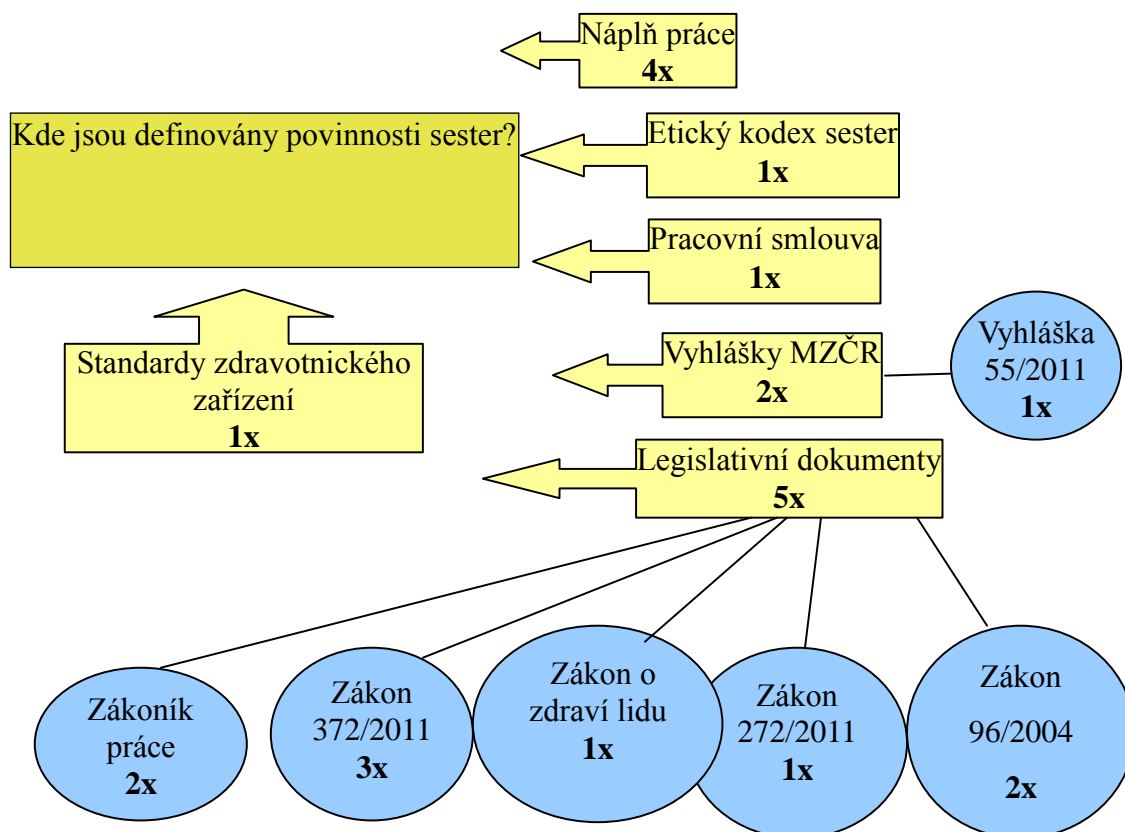 Náplň práce
4x
Kde jsou definovány povinnosti sester?
Etický kodex sester
1x
Pracovní smlouva
1x
Standardy zdravotnického
zařízení
1x
Vyhlášky MZČR
2x
Vyhláška
55/2011
1x
Legislativní dokumenty
5x
Zákoník
práce
2x
Zákon
372/2011
3x
Zákon o
zdraví lidu
1x
Zákon
272/2011
1x
Zákon
96/2004
2x